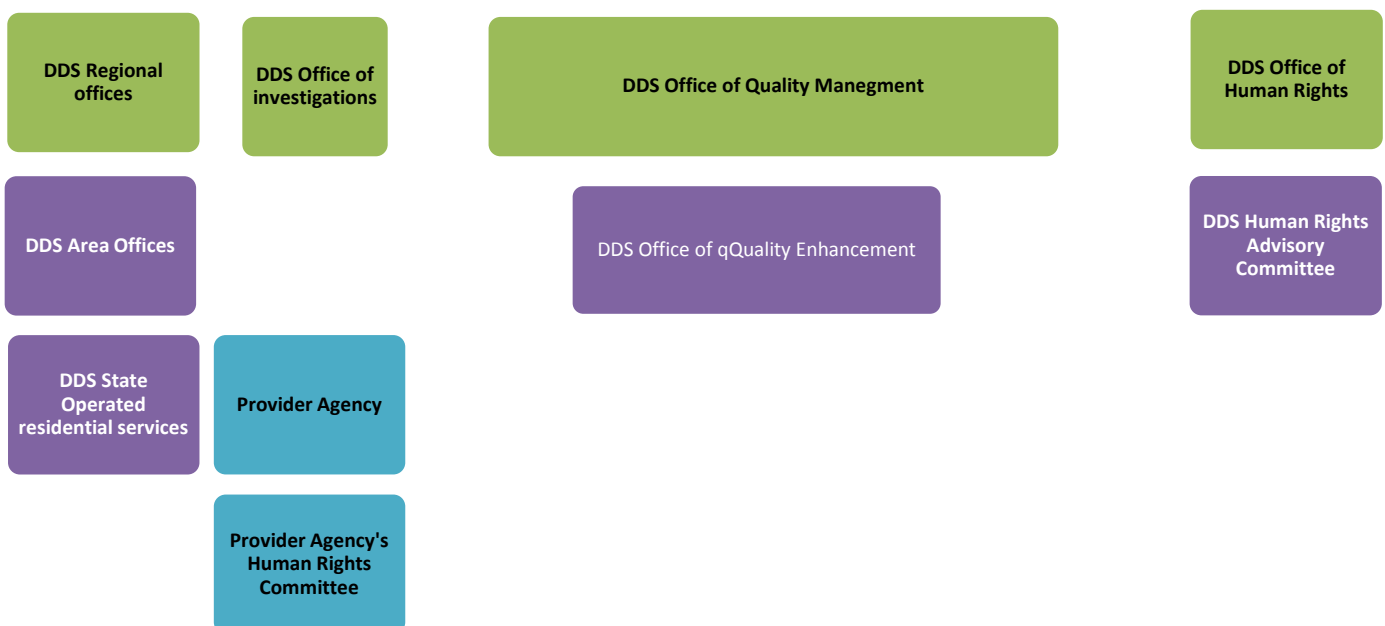 DDS Regional
offices
DDS Office of
investigations
DDS Office of Quality Manegment
DDS Office of
Human Rights
DDS Area Offices
DDS Office of qQuality Enhancement
DDS Human Rights
Advisory
Committee
DDS State
Operated
residential services
Provider Agency
Provider Agency's
Human Rights
Committee